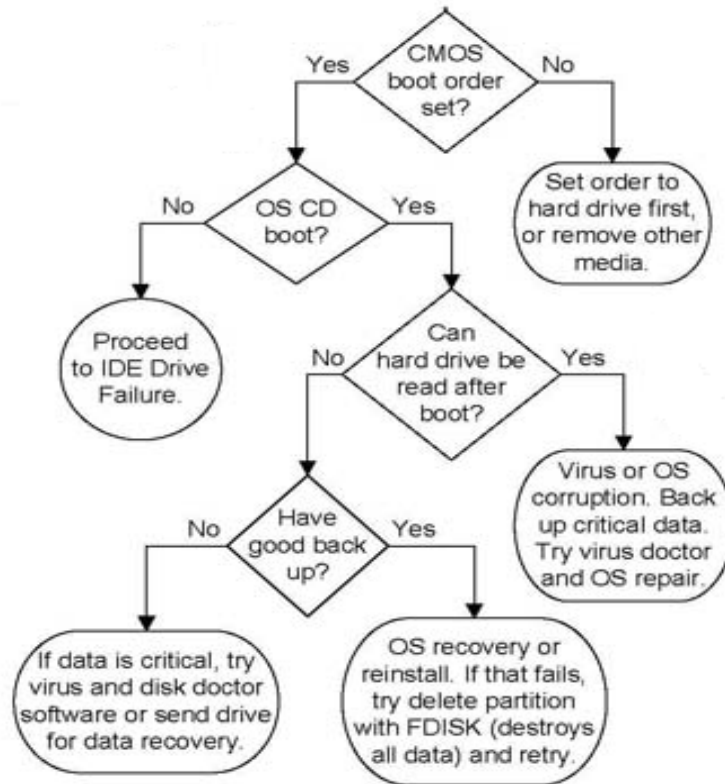 CMOS
boot order
set?
Yes
No
Set order to
hard drive first,
or remove other
media.
OS CD
boot?
No
Yes
Proceed
to IDE Drive
Failure.
Can
hard drive be
read after
boot?
No
Yes
Virus or OS
corruption. Back
up critical data.
Try virus doctor
and OS repair.
Have
good back
up?
No
Yes
If data is critical, try
virus and disk doctor
software or send drive
for data recovery.
OS recovery or
reinstall. If that fails,
try delete partition
with FDISK (destroys
all data) and retry.